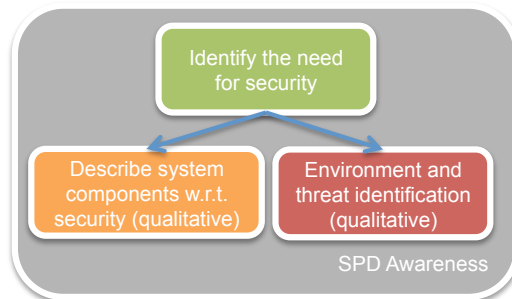 Identify the need
for security
Describe system
components w.r.t.
security (qualitative)
Environment and
threat identification
(qualitative)
SPD Awareness